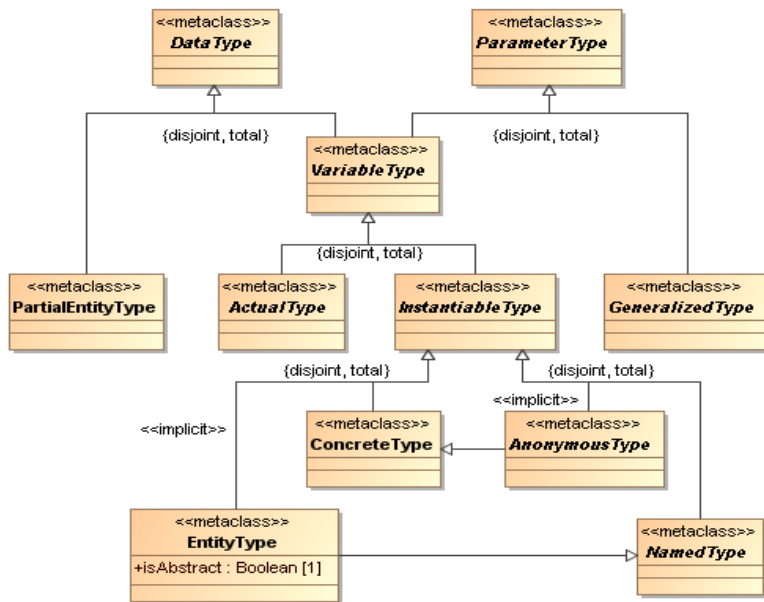 <<metaclass>>
DataType
<<metaclass>>
ParameterType
{disjoint, total}
{disjoint, total}
<<metaclass>>
VariableType
{disjoint, total}
<<metaclass>>
PartialEntityType
<<metaclass>>
ActualType
<<metaclass>>
InstantiableType
<<metaclass>>
GeneralizedType
{disjoint, total}
{disjoint, total}
<<implicit>>
<<implicit>>
<<metaclass>>
ConcreteType
<<metaclass>>
AnonymousType
<<metaclass>>
EntityType
+isAbstract : Boolean [1]
<<metaclass>>
NamedType